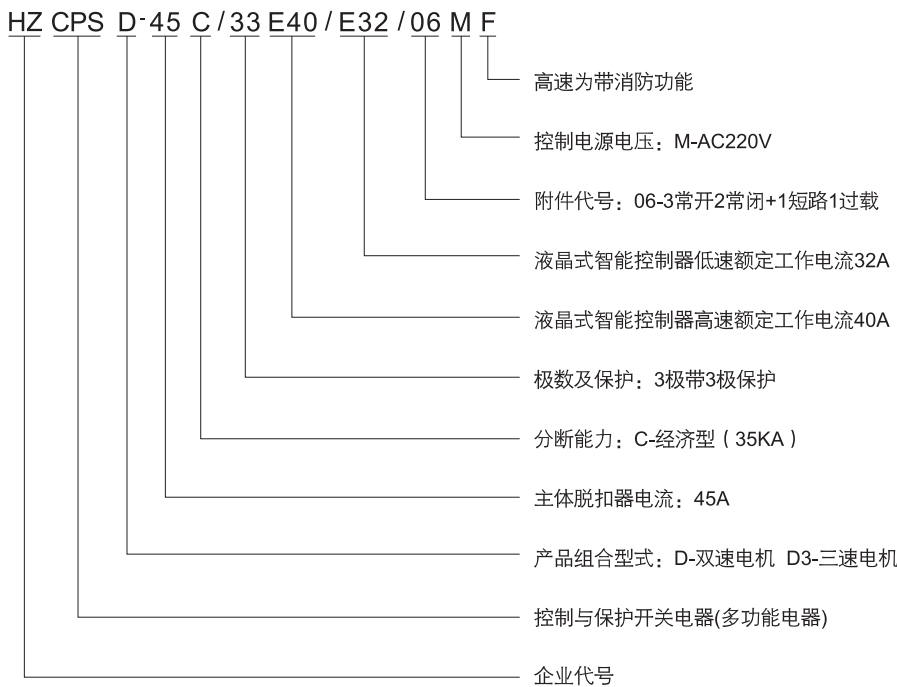 HZ CPS D-45 C/33 E40/E32/06 M F
高速为带消防功能
控制电源电压：M-AC220V
附件代号：06-3常开2常闭+1短路1过载
液晶式智能控制器低速额定工作电流32A
液晶式智能控制器高速额定工作电流40A
极数及保护：3极带3极保护
分断能力：C-经济型（35KA）
主体脱扣器电流：45A
产品组合型式：D-双速电机 D3-三速电机
控制与保护开关电器(多功能电器)
企业代号